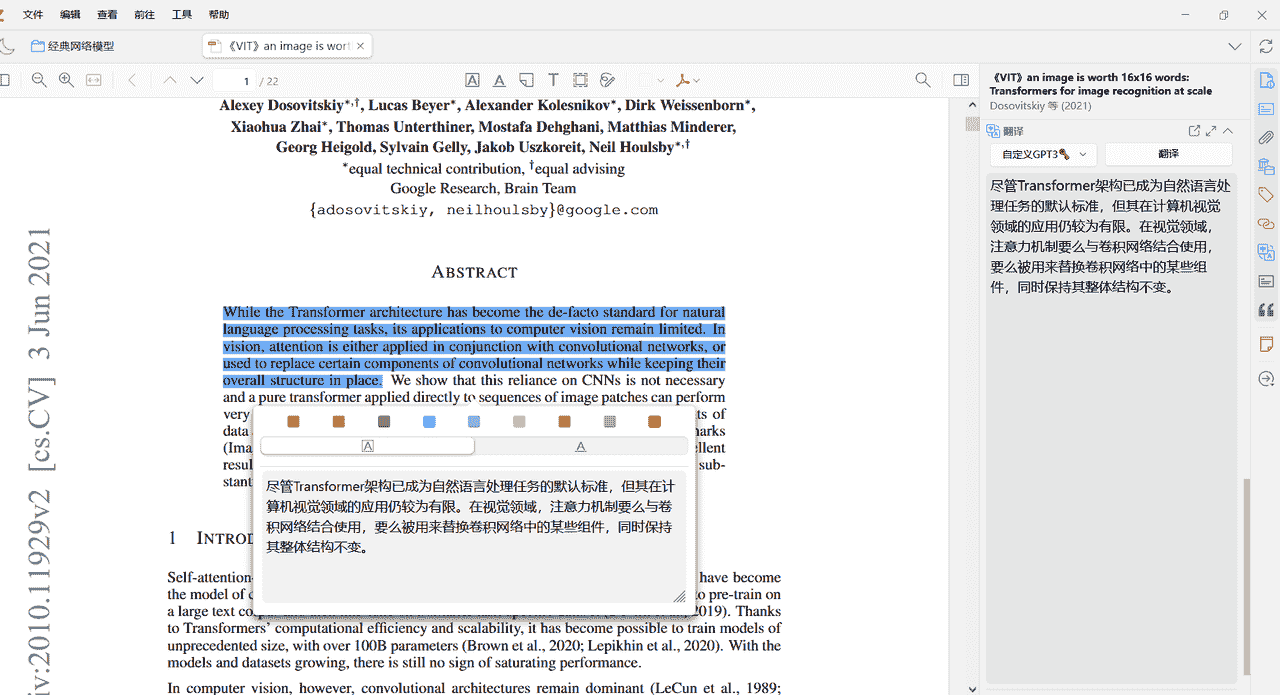 文件 编辑 查看 前往 工具 帮助
经典网络模型
《VIT》an image is wor
1 / 22
Alexey Dosovitskiy*,†, Lucas Beyer*, Alexander Kolesnikov*, Dirk Weissenborn*,
Xiaohua Zhai*, Thomas Unterthiner, Mostafa Dehghani, Matthias Minderer,
Georg Heigold, Sylvain Gelly, Jakob Uszkoreit, Neil Houlsby*,†
*equal technical contribution, †equal advising
Google Research, Brain Team
{adosovitskiy, neilhoulsby}@google.com
ABSTRACT
While the Transformer architecture has become the de-facto standard for natural
language processing tasks, its applications to computer vision remain limited. In
vision, attention is either applied in conjunction with convolutional networks, or
used to replace certain components of convolutional networks while keeping their
overall structure in place. We show that this reliance on CNNs is not necessary
and a pure transformer applied directly to sequences of image patches can perform
very
ts of
data
narks
(Ima
llent
resul
sub-
stant
A
A
尽管Transformer架构已成为自然语言处理任务的默认标准，但其在计
算机视觉领域的应用仍较为有限。在视觉领域，注意力机制要么与卷
积网络结合使用，要么被用来替换卷积网络中的某些组件，同时保持
其整体结构不变。
1 INTROD
Self-attention-
have become
the model of
to pre-train on
a large text corp
2019). Thanks
to Transformers' computational efficiency and scalability, it has become possible to train models of
unprecedented size, with over 100B parameters (Brown et al., 2020; Lepikhin et al., 2020). With the
models and datasets growing, there is still no sign of saturating performance.
In computer vision, however, convolutional architectures remain dominant (LeCun et al., 1989;
iv:2010.11929v2 [cs.CV] 3 Jun 2021
《VIT》an image is worth 16x16 words:
Transformers for image recognition at scale
Dosovitskiy 等 (2021)
翻译
自定义GPT3 翻译
尽管Transformer架构已成为自然语言处
理任务的默认标准，但其在计算机视觉
领域的应用仍较为有限。在视觉领域，
注意力机制要么与卷积网络结合使用，
要么被用来替换卷积网络中的某些组
件，同时保持其整体结构不变。